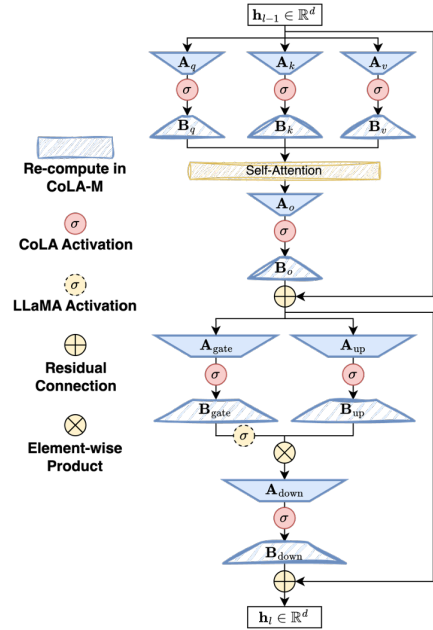 h_{l−1} ∈ ℝ^d
A_q A_k A_v
σ σ σ
B_q B_k B_v
Self-Attention
A_o
σ
B_o
A_gate A_up
σ σ
B_gate B_up
σ
A_down
σ
B_down
h_l ∈ ℝ^d
Re-compute in
CoLA-M
σ
CoLA Activation
σ
LLaMA Activation
Residual
Connection
Element-wise
Product